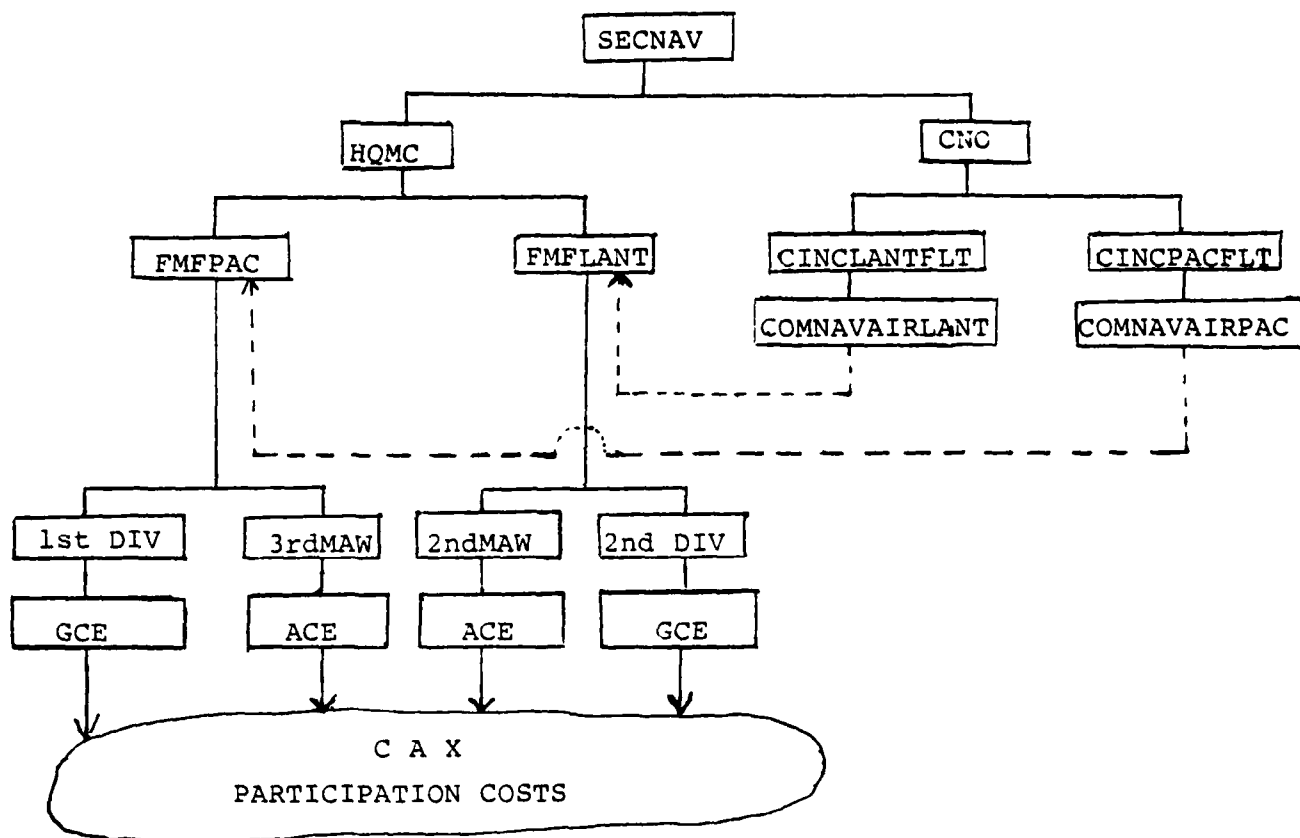 SECNAV
HQMC
CNO
FMFPAC
FMFLANT
CINCLANTFLT
CINCPACFLT
COMNAVAIRLANT
COMNAVAIRPAC
1st DIV
3rdMAW
2ndMAW
2nd DIV
GCE
ACE
ACE
GCE
C A X
PARTICIPATION COSTS